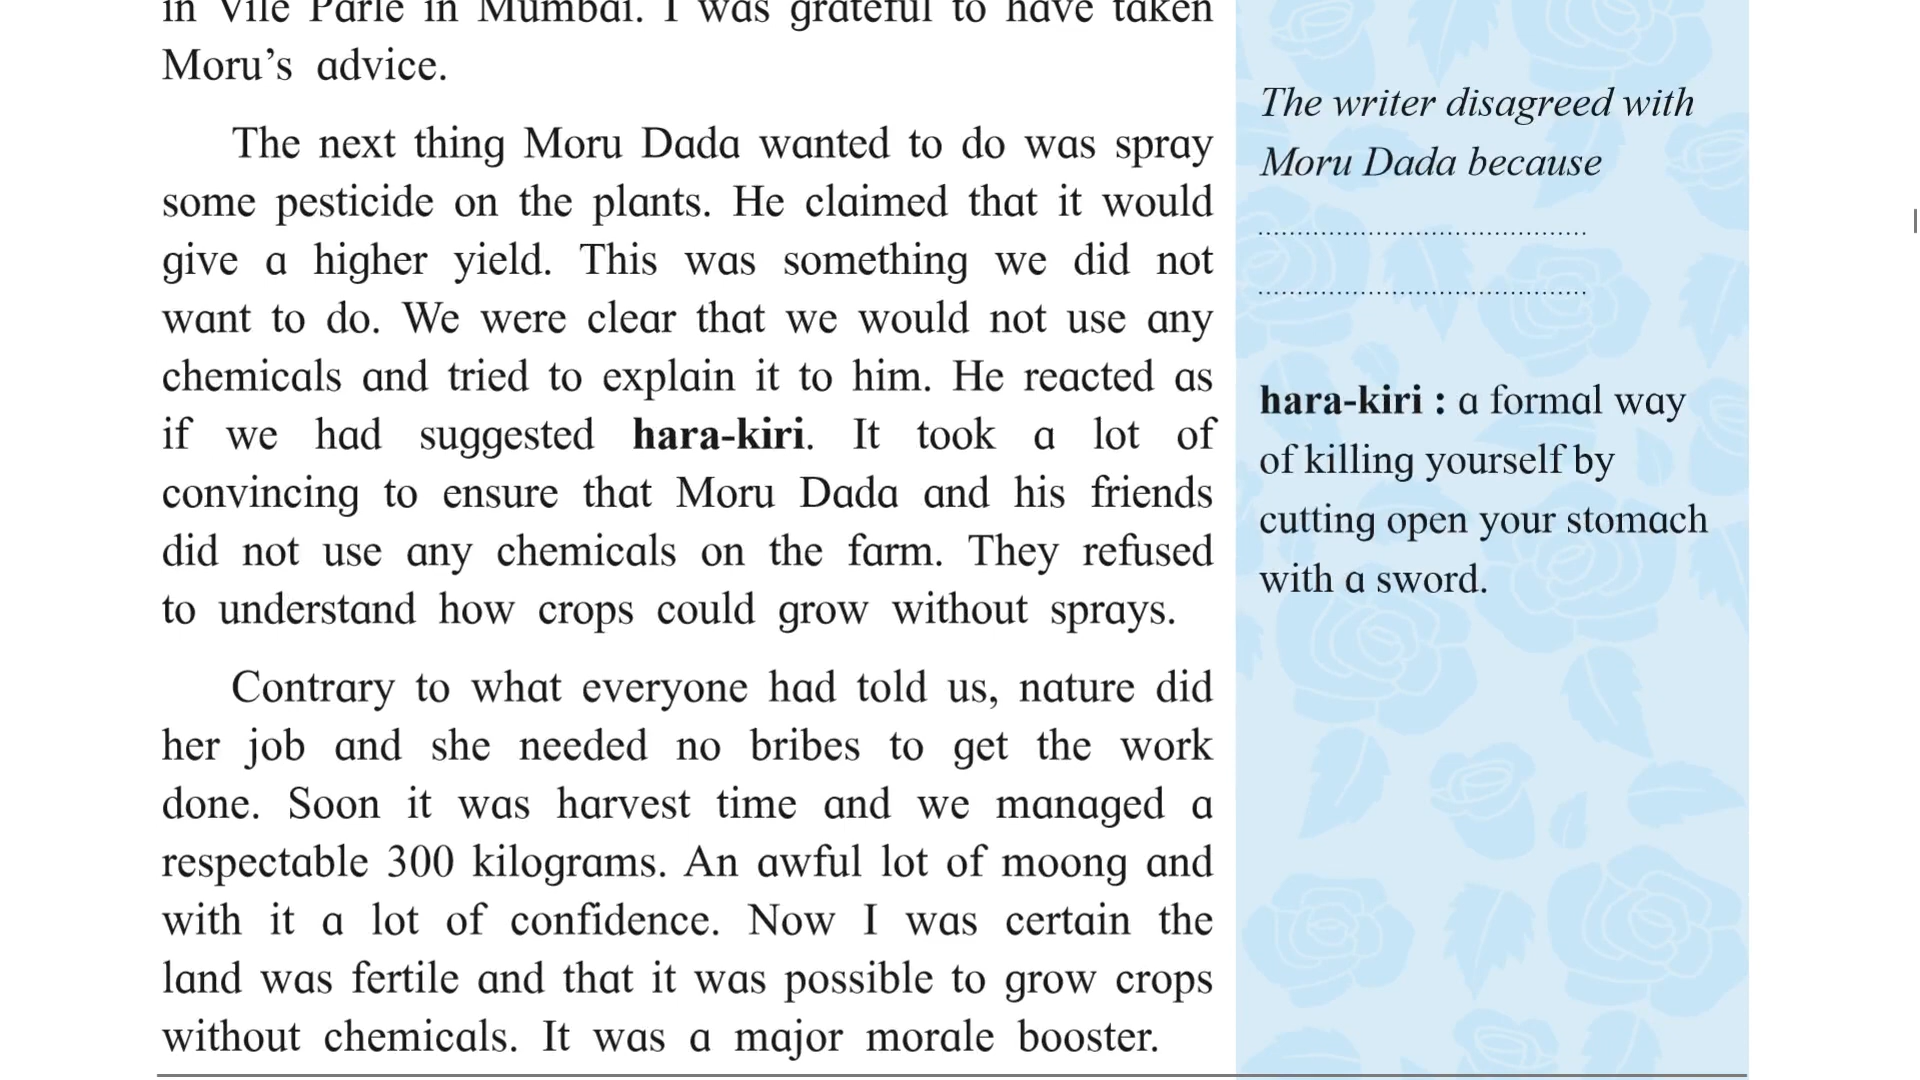 in Vile Parle in Mumbai. I was grateful to have taken
Moru's advice.
The next thing Moru Dada wanted to do was spray
some pesticide on the plants. He claimed that it would
give a higher yield. This was something we did not
want to do. We were clear that we would not use any
chemicals and tried to explain it to him. He reacted as
if we had suggested hara-kiri. It took a lot of
convincing to ensure that Moru Dada and his friends
did not use any chemicals on the farm. They refused
to understand how crops could grow without sprays.
Contrary to what everyone had told us, nature did
her job and she needed no bribes to get the work
done. Soon it was harvest time and we managed a
respectable 300 kilograms. An awful lot of moong and
with it a lot of confidence. Now I was certain the
land was fertile and that it was possible to grow crops
without chemicals. It was a major morale booster.
The writer disagreed with
Moru Dada because
..........................................
..........................................
hara-kiri : a formal way
of killing yourself by
cutting open your stomach
with a sword.